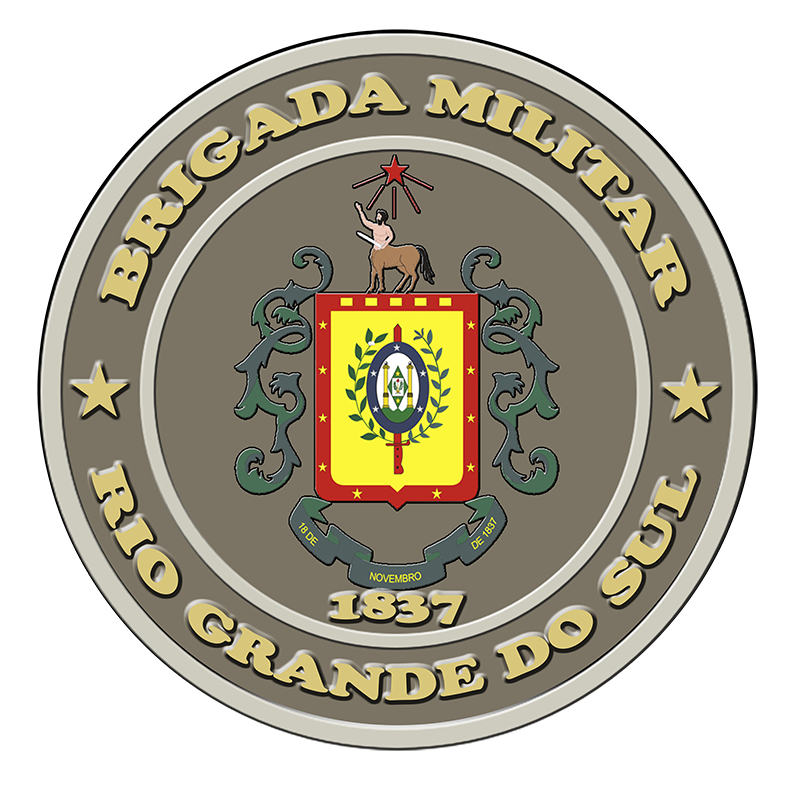 BRIGADA MILITAR
18 DE NOVEMBRO DE 1837
1837
RIO GRANDE DO SUL